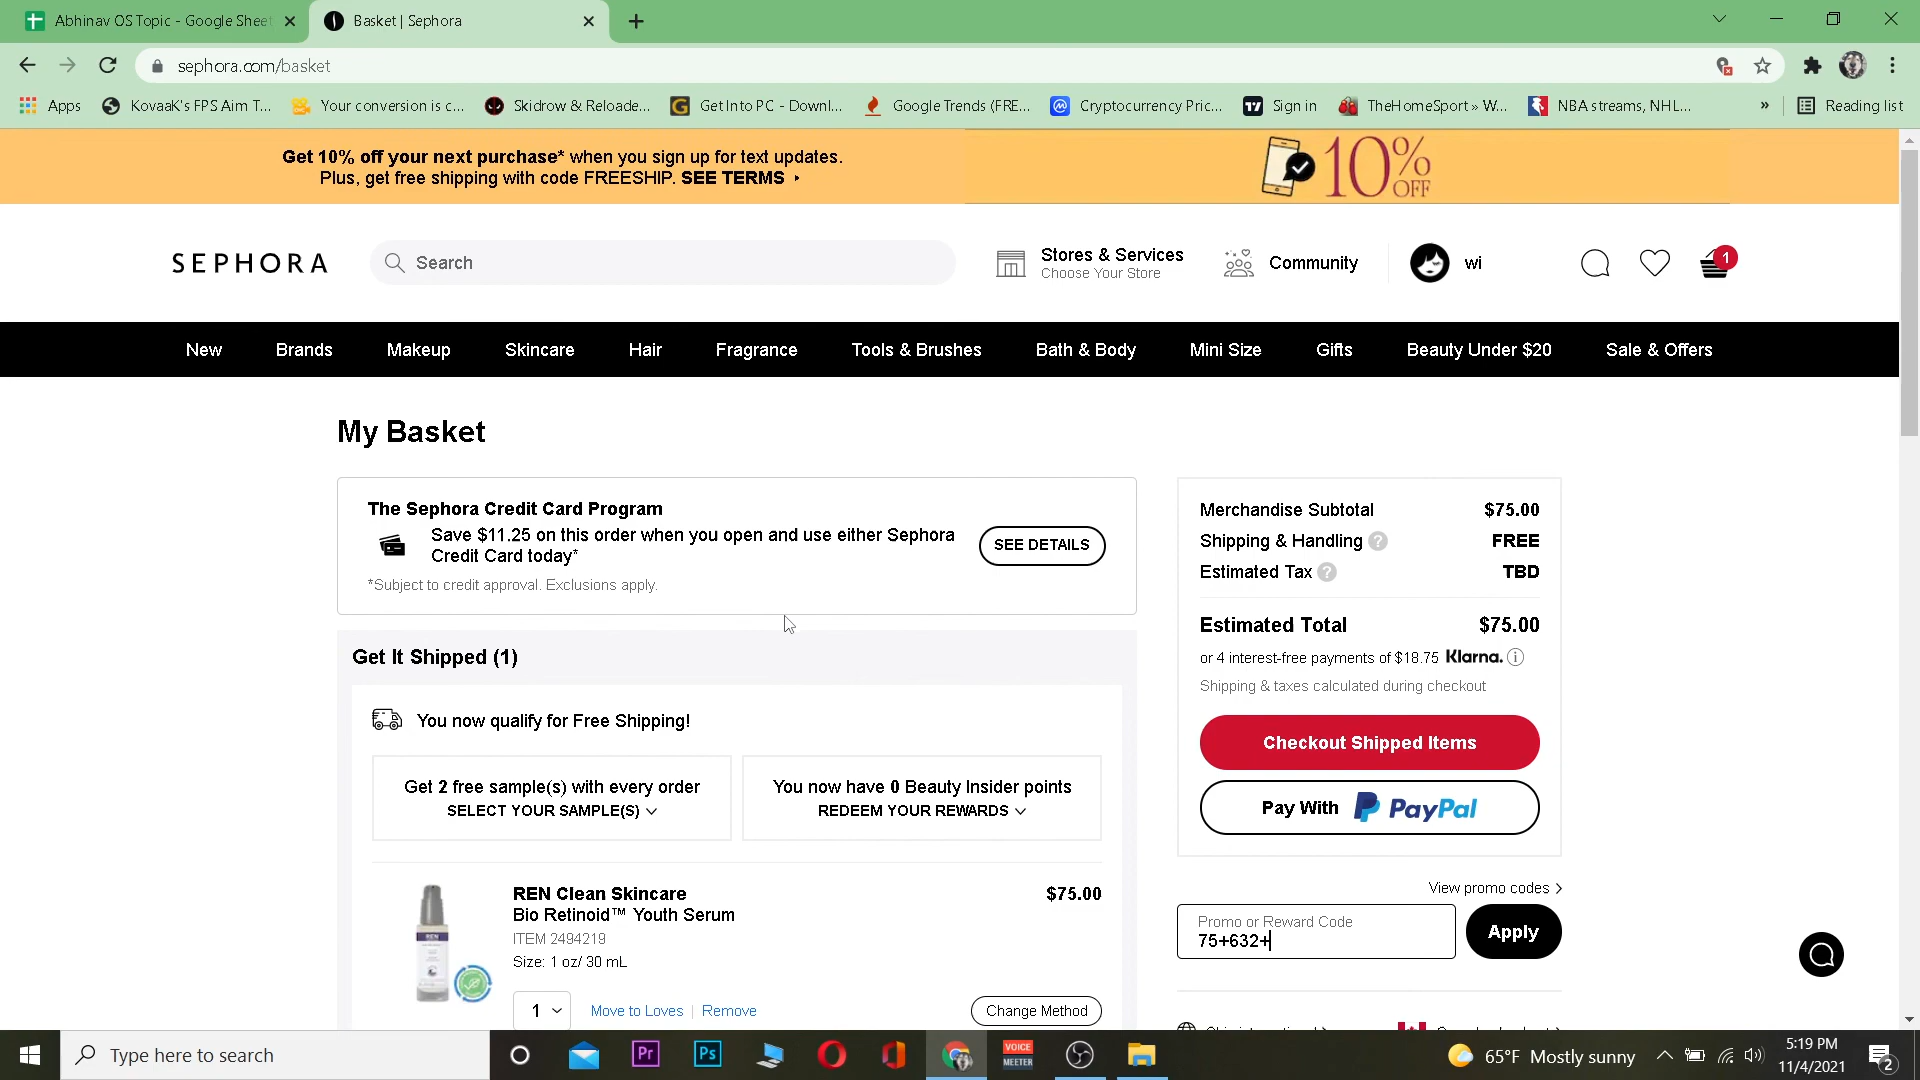 Abhinav OS Topic - Google Sheet
Basket | Sephora
sephora.com/basket
Apps
KovaaK's FPS Aim T...
Your conversion is c...
Skidrow & Reloade...
Get Into PC - Downl...
Google Trends (FRE...
Cryptocurrency Pric...
Sign in
TheHomeSport » W...
NBA streams, NHL...
»
Reading list
Get 10% off your next purchase* when you sign up for text updates.
Plus, get free shipping with code FREESHIP. SEE TERMS
10% OFF
SEPHORA
Search
Stores & Services
Choose Your Store
Community
wi
1
New
Brands
Makeup
Skincare
Hair
Fragrance
Tools & Brushes
Bath & Body
Mini Size
Gifts
Beauty Under $20
Sale & Offers
My Basket
The Sephora Credit Card Program
Save $11.25 on this order when you open and use either Sephora
Credit Card today*
SEE DETAILS
*Subject to credit approval. Exclusions apply.
Get It Shipped (1)
You now qualify for Free Shipping!
Get 2 free sample(s) with every order
SELECT YOUR SAMPLE(S)
You now have 0 Beauty Insider points
REDEEM YOUR REWARDS
REN Clean Skincare
$75.00
Bio Retinoid™ Youth Serum
ITEM 2494219
Size: 1 oz/ 30 mL
REN
1
Move to Loves | Remove
Change Method
Merchandise Subtotal $75.00
Shipping & Handling ? FREE
Estimated Tax ? TBD
Estimated Total $75.00
or 4 interest-free payments of $18.75 Klarna.
Shipping & taxes calculated during checkout
Checkout Shipped Items
Pay With PayPal
View promo codes
Promo or Reward Code
75+632+
Apply
Type here to search
Pr
Ps
VOICE
MEETER
65°F Mostly sunny
5:19 PM
11/4/2021
2